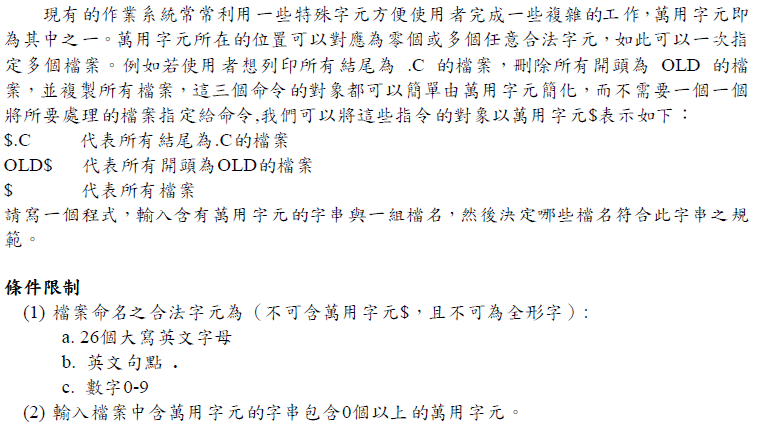 現有的作業系統常常利用一些特殊字元方便使用者完成一些複雜的工作，萬用字元即
為其中之一。萬用字元所在的位置可以對應為零個或多個任意合法字元，如此可以一次指
定多個檔案。例如若使用者想列印所有結尾為 .C 的檔案，刪除所有開頭為 OLD 的檔
案，並複製所有檔案，這三個命令的對象都可以簡單由萬用字元簡化，而不需要一個一個
將所要處理的檔案指定給命令,我們可以將這些指令的對象以萬用字元$表示如下：
$.C 代表所有結尾為.C的檔案
OLD$ 代表所有開頭為OLD的檔案
$ 代表所有檔案
請寫一個程式，輸入含有萬用字元的字串與一組檔名，然後決定哪些檔名符合此字串之規
範。
條件限制
(1) 檔案命名之合法字元為（不可含萬用字元$，且不可為全形字）:
a. 26個大寫英文字母
b. 英文句點 .
c. 數字0-9
(2) 輸入檔案中含萬用字元的字串包含0個以上的萬用字元。